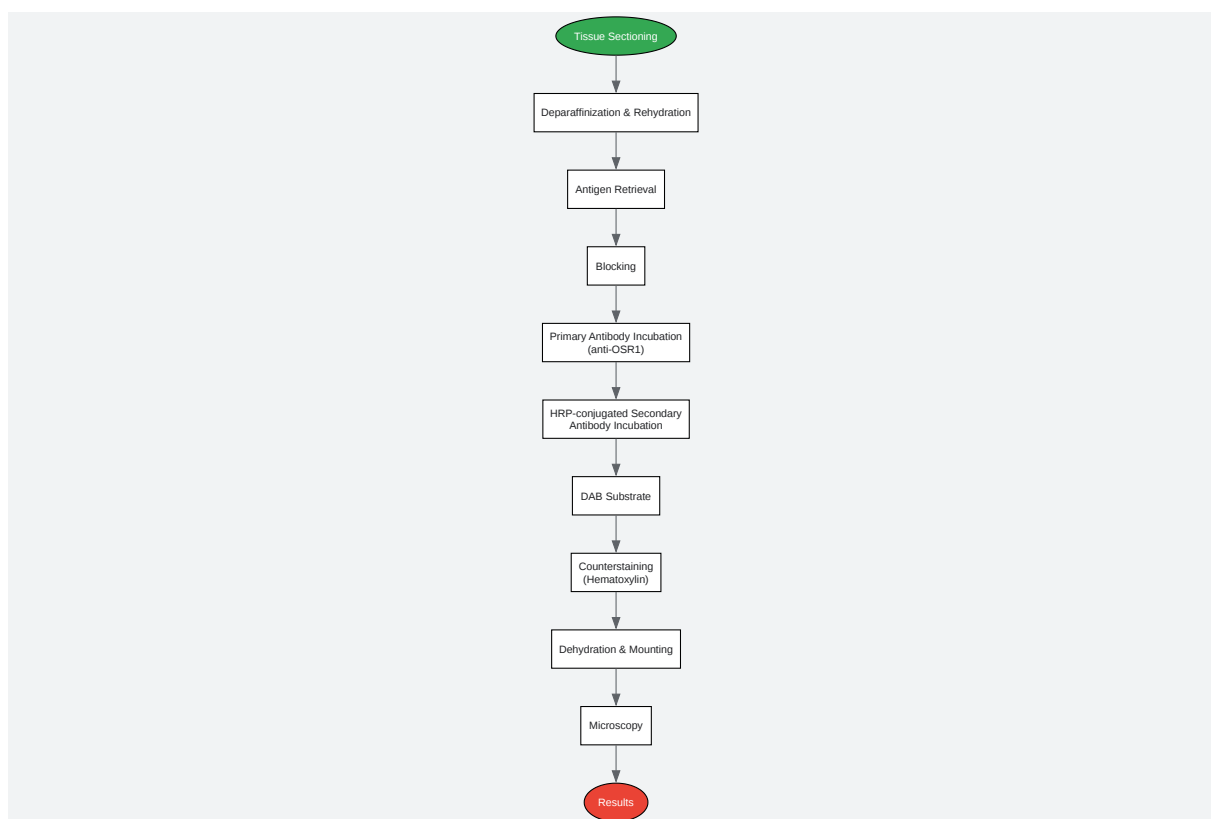 Tissue Sectioning
Deparaffinization & Rehydration
Antigen Retrieval
Blocking
Primary Antibody Incubation
(anti-OSR1)
HRP-conjugated Secondary
Antibody Incubation
DAB Substrate
Counterstaining
(Hematoxylin)
Dehydration & Mounting
Microscopy
Results